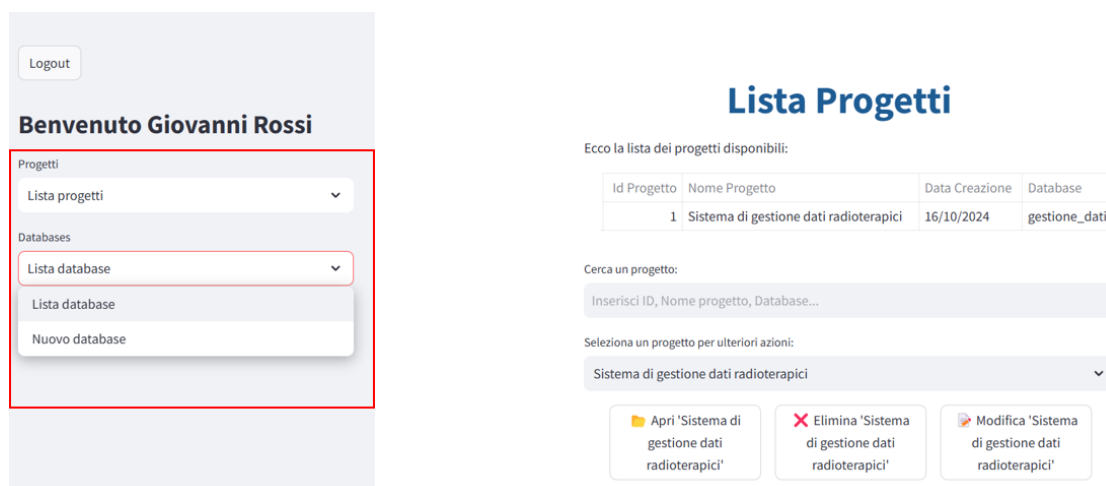 Logout
Benvenuto Giovanni Rossi
Progetti
Lista progetti
Databases
Lista database
Lista database
Nuovo database
Lista Progetti
Ecco la lista dei progetti disponibili:
Id Progetto Nome Progetto Data Creazione Database
1 Sistema di gestione dati radioterapici 16/10/2024 gestione_dati
Cerca un progetto:
Inserisci ID, Nome progetto, Database...
Seleziona un progetto per ulteriori azioni:
Sistema di gestione dati radioterapici
📂 Apri 'Sistema di
gestione dati
radioterapici'
❌ Elimina 'Sistema
di gestione dati
radioterapici'
📝 Modifica 'Sistema
di gestione dati
radioterapici'